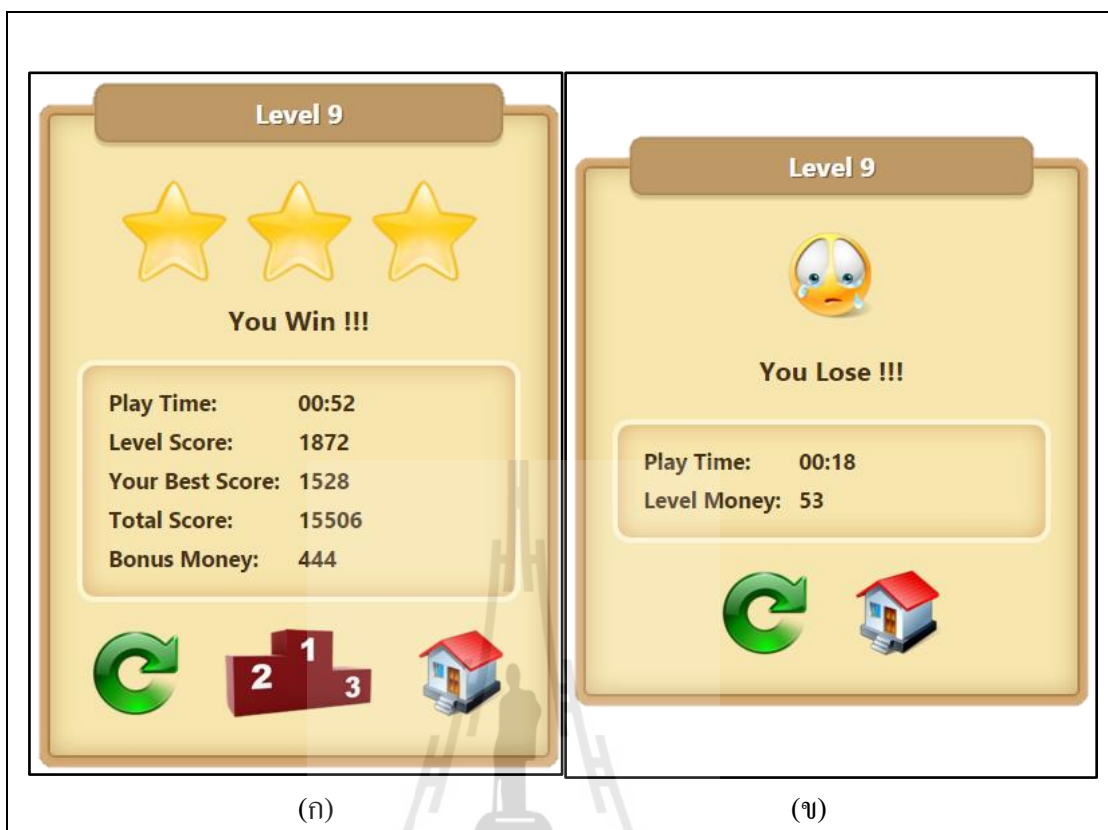 Level 9
You Win !!!
Play Time: 00:52
Level Score: 1872
Your Best Score: 1528
Total Score: 15506
Bonus Money: 444
1
2
3
(ก)
Level 9
You Lose !!!
Play Time: 00:18
Level Money: 53
(ข)